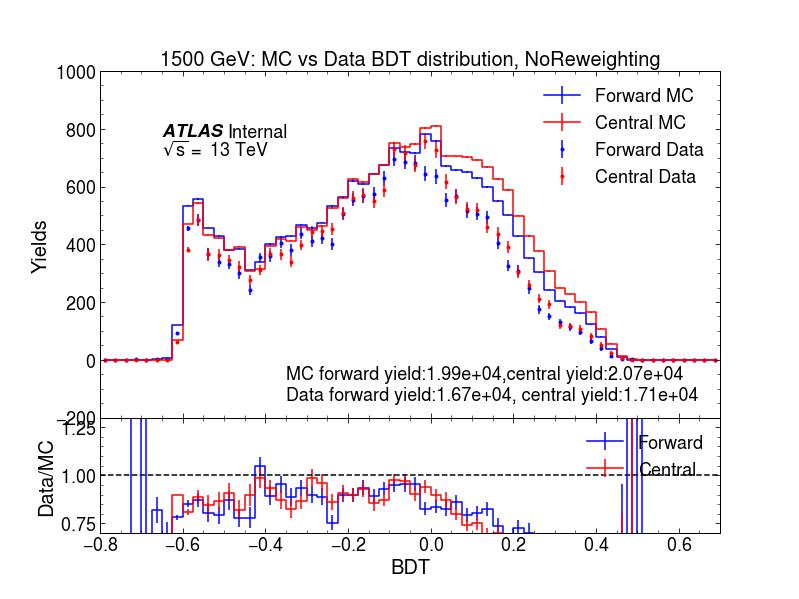 1500 GeV: MC vs Data BDT distribution, NoReweighting
1000
800
600
400
200
0
−200
Yields
ATLAS Internal
√s = 13 TeV
Forward MC
Central MC
Forward Data
Central Data
MC forward yield:1.99e+04,central yield:2.07e+04
Data forward yield:1.67e+04, central yield:1.71e+04
1.25
1.00
0.75
Data/MC
Forward
Central
−0.8 −0.6 −0.4 −0.2 0.0 0.2 0.4 0.6
BDT